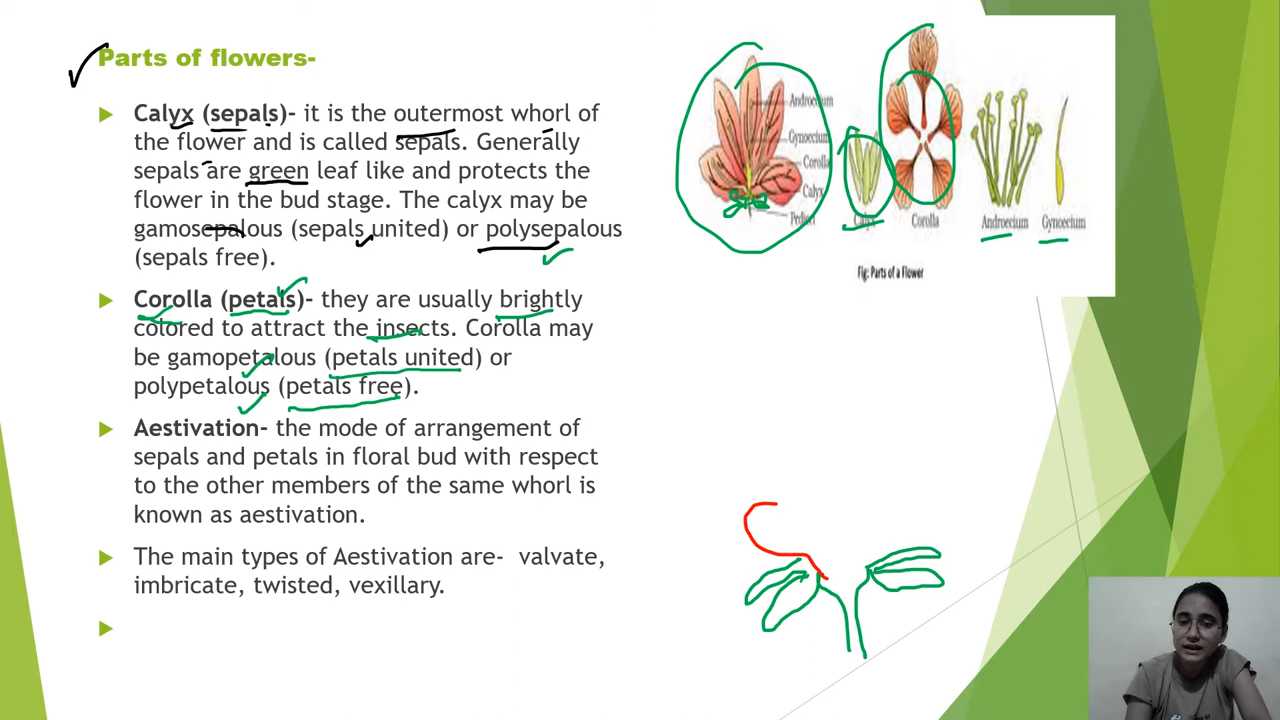 Parts of flowers-
Calyx (sepals)- it is the outermost whorl of
the flower and is called sepals. Generally
sepals are green leaf like and protects the
flower in the bud stage. The calyx may be
gamosepalous (sepals united) or polysepalous
(sepals free).
Corolla (petals)- they are usually brightly
colored to attract the insects. Corolla may
be gamopetalous (petals united) or
polypetalous (petals free).
Aestivation- the mode of arrangement of
sepals and petals in floral bud with respect
to the other members of the same whorl is
known as aestivation.
The main types of Aestivation are- valvate,
imbricate, twisted, vexillary.
Androecium
Gynoecium
Corolla
Calyx
Pedicel
Calyx
Corolla
Androecium
Gynoecium
Fig: Parts of a Flower